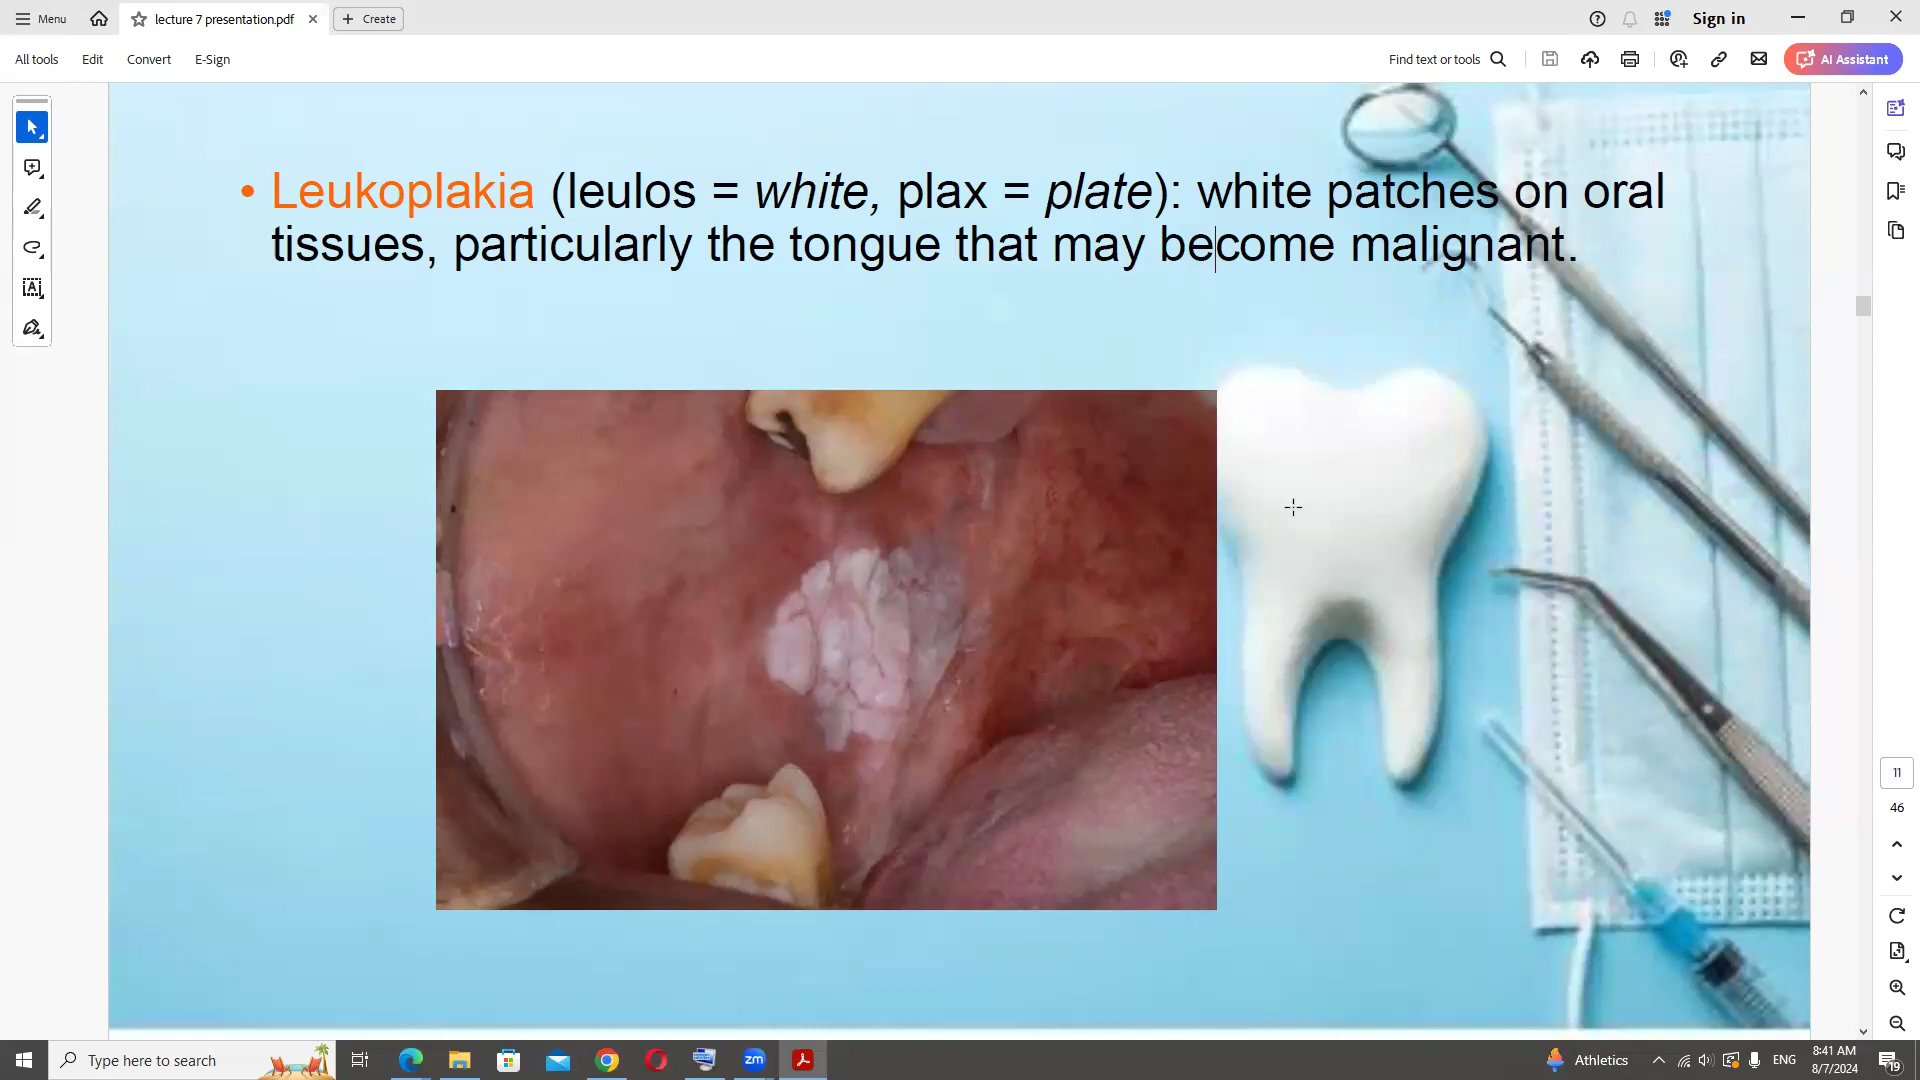 Menu
lecture 7 presentation.pdf
Create
Sign in
All tools
Edit
Convert
E-Sign
Find text or tools
AI Assistant
• Leukoplakia (leulos = white, plax = plate): white patches on oral
tissues, particularly the tongue that may become malignant.
11
46
Type here to search
zm
Athletics
ENG
8:41 AM
8/7/2024
19